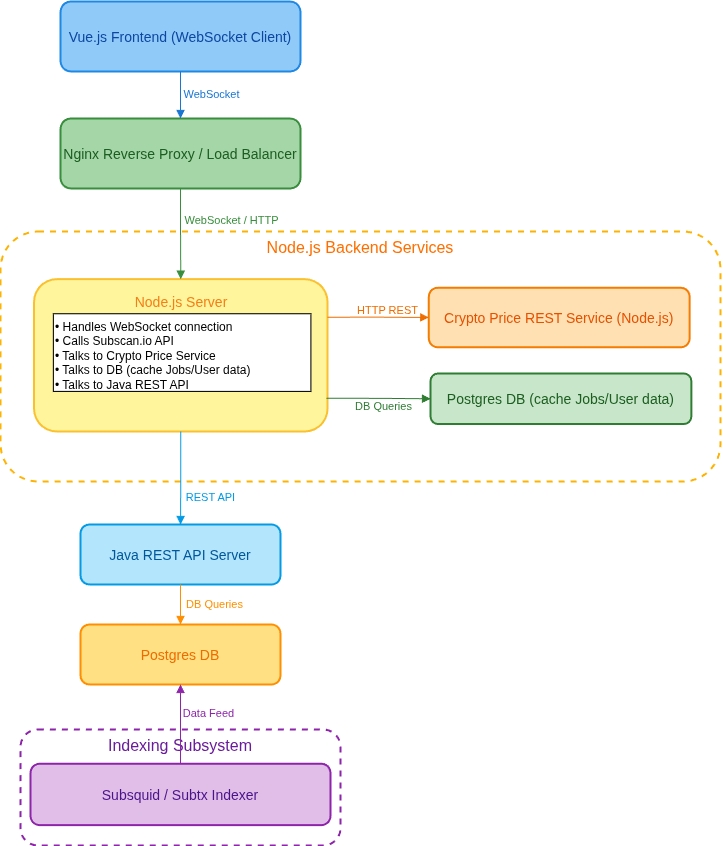 Vue.js Frontend (WebSocket Client)
WebSocket
Nginx Reverse Proxy / Load Balancer
WebSocket / HTTP
Node.js Backend Services
Node.js Server
• Handles WebSocket connection
• Calls Subscan.io API
• Talks to Crypto Price Service
• Talks to DB (cache Jobs/User data)
• Talks to Java REST API
HTTP REST
Crypto Price REST Service (Node.js)
DB Queries
Postgres DB (cache Jobs/User data)
REST API
Java REST API Server
DB Queries
Postgres DB
Data Feed
Indexing Subsystem
Subsquid / Subtx Indexer